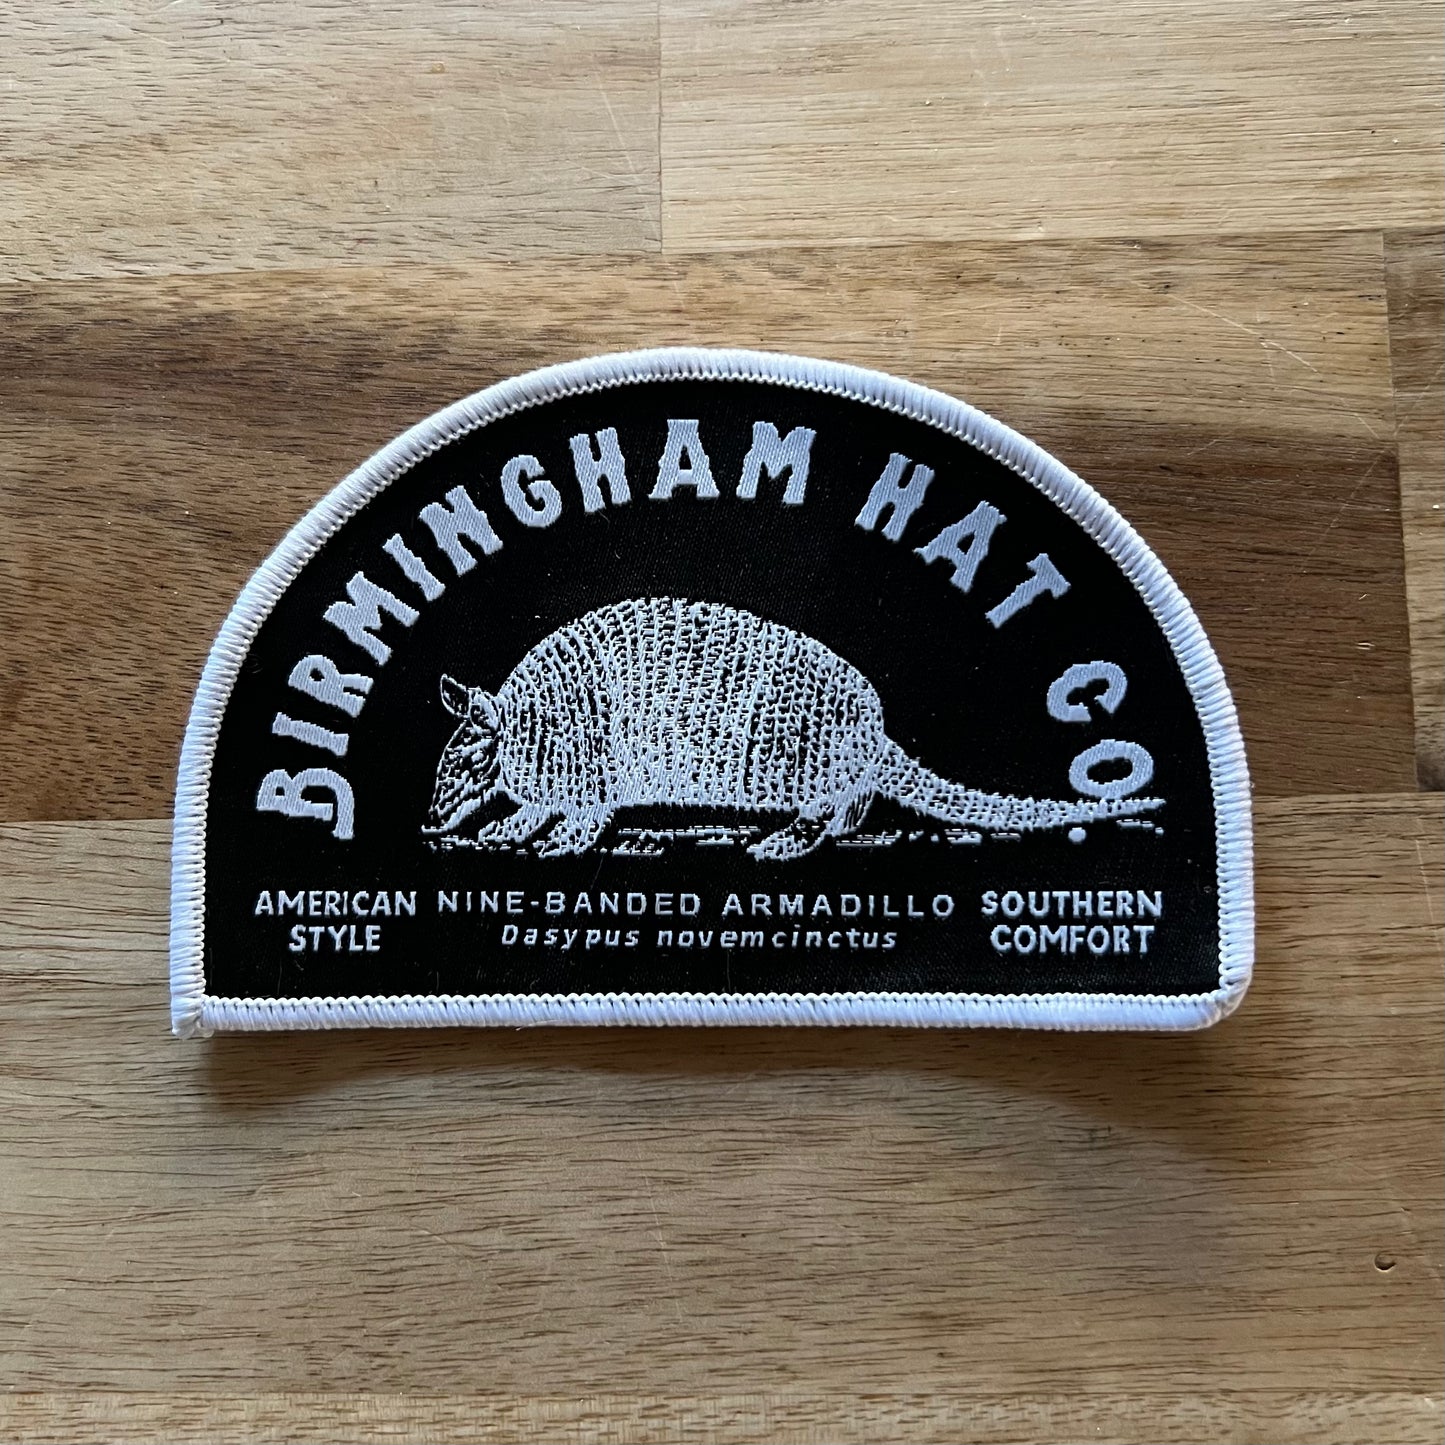 BIRMINGHAM HAT CO
AMERICAN
STYLE
NINE-BANDED ARMADILLO
Dasypus novemcinctus
SOUTHERN
COMFORT